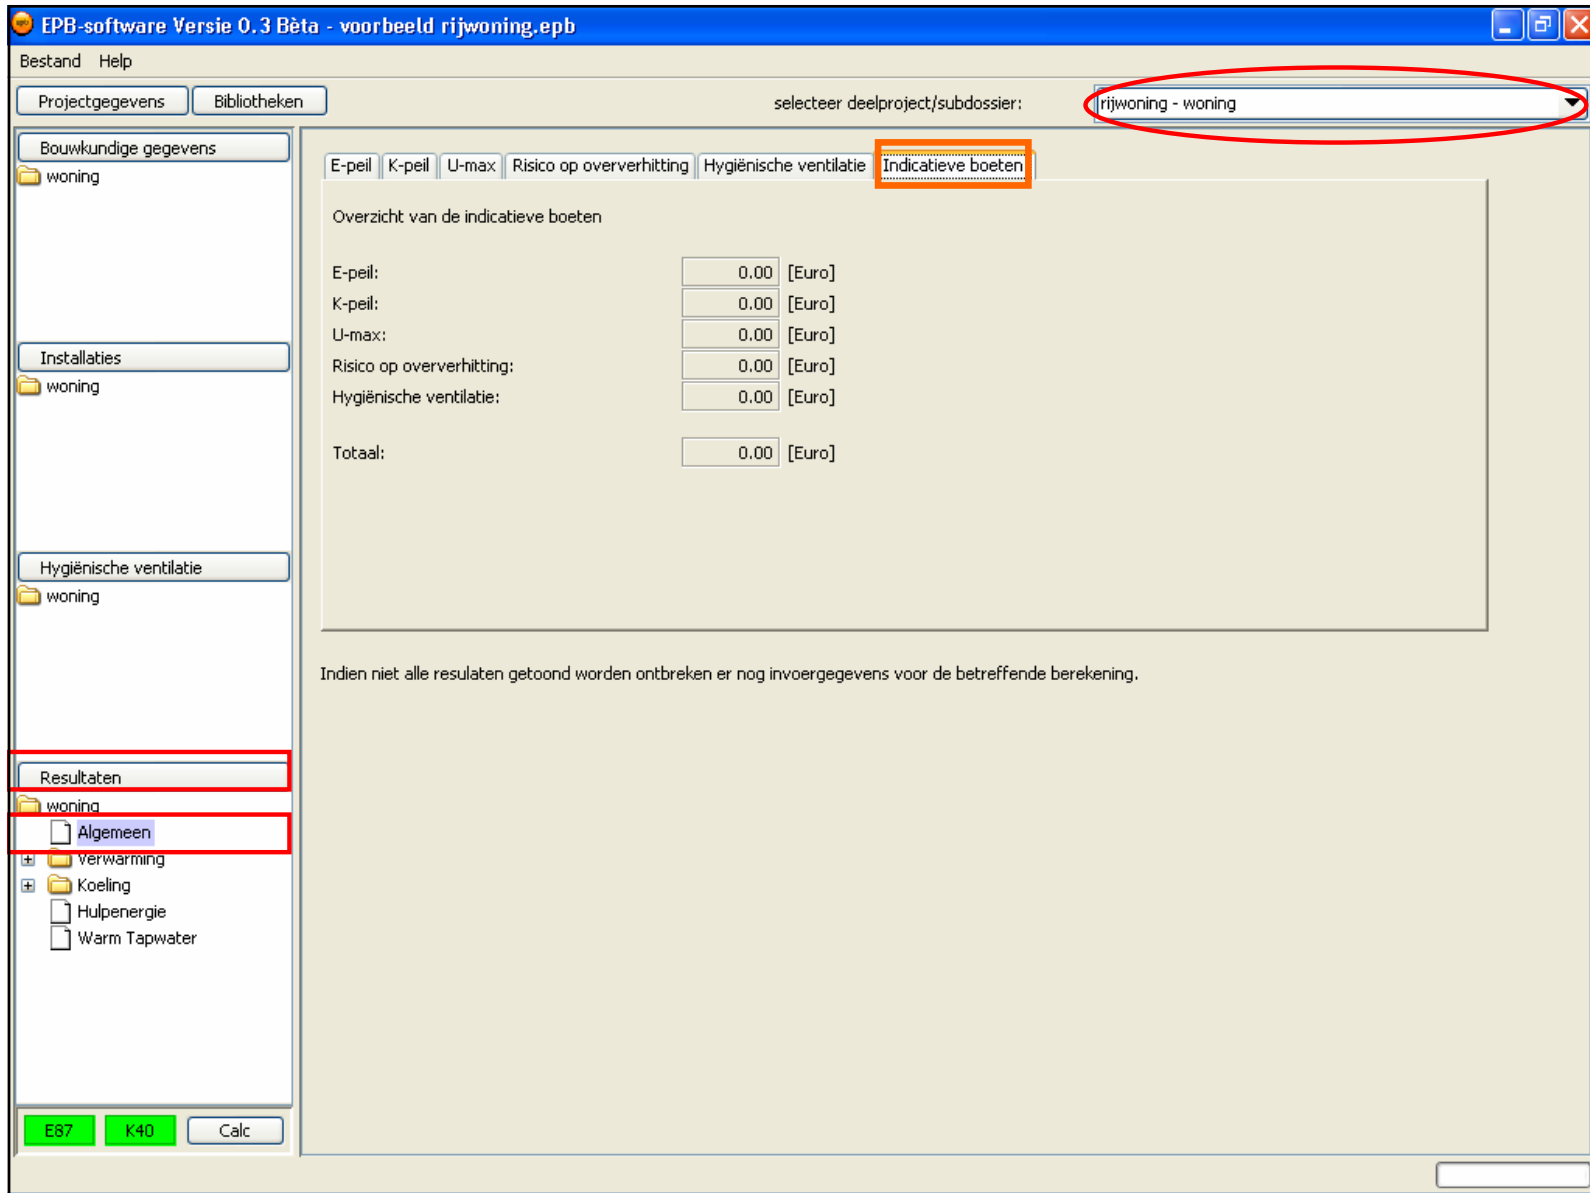 EPB-software Versie 0.3 Bèta - voorbeeld rijwoning.epb
Bestand Help
Projectgegevens Bibliotheken selecteer deelproject/subdossier: rijwoning - woning
Bouwkundige gegevens
woning
Installaties
woning
Hygiënische ventilatie
woning
Resultaten
woning
Algemeen
Verwarming
Koeling
Hulpenergie
Warm Tapwater
E87 K40 Calc
E-peil K-peil U-max Risico op oververhitting Hygiënische ventilatie Indicatieve boeten
Overzicht van de indicatieve boeten
E-peil: 0.00 [Euro]
K-peil: 0.00 [Euro]
U-max: 0.00 [Euro]
Risico op oververhitting: 0.00 [Euro]
Hygiënische ventilatie: 0.00 [Euro]
Totaal: 0.00 [Euro]
Indien niet alle resulaten getoond worden ontbreken er nog invoergegevens voor de betreffende berekening.